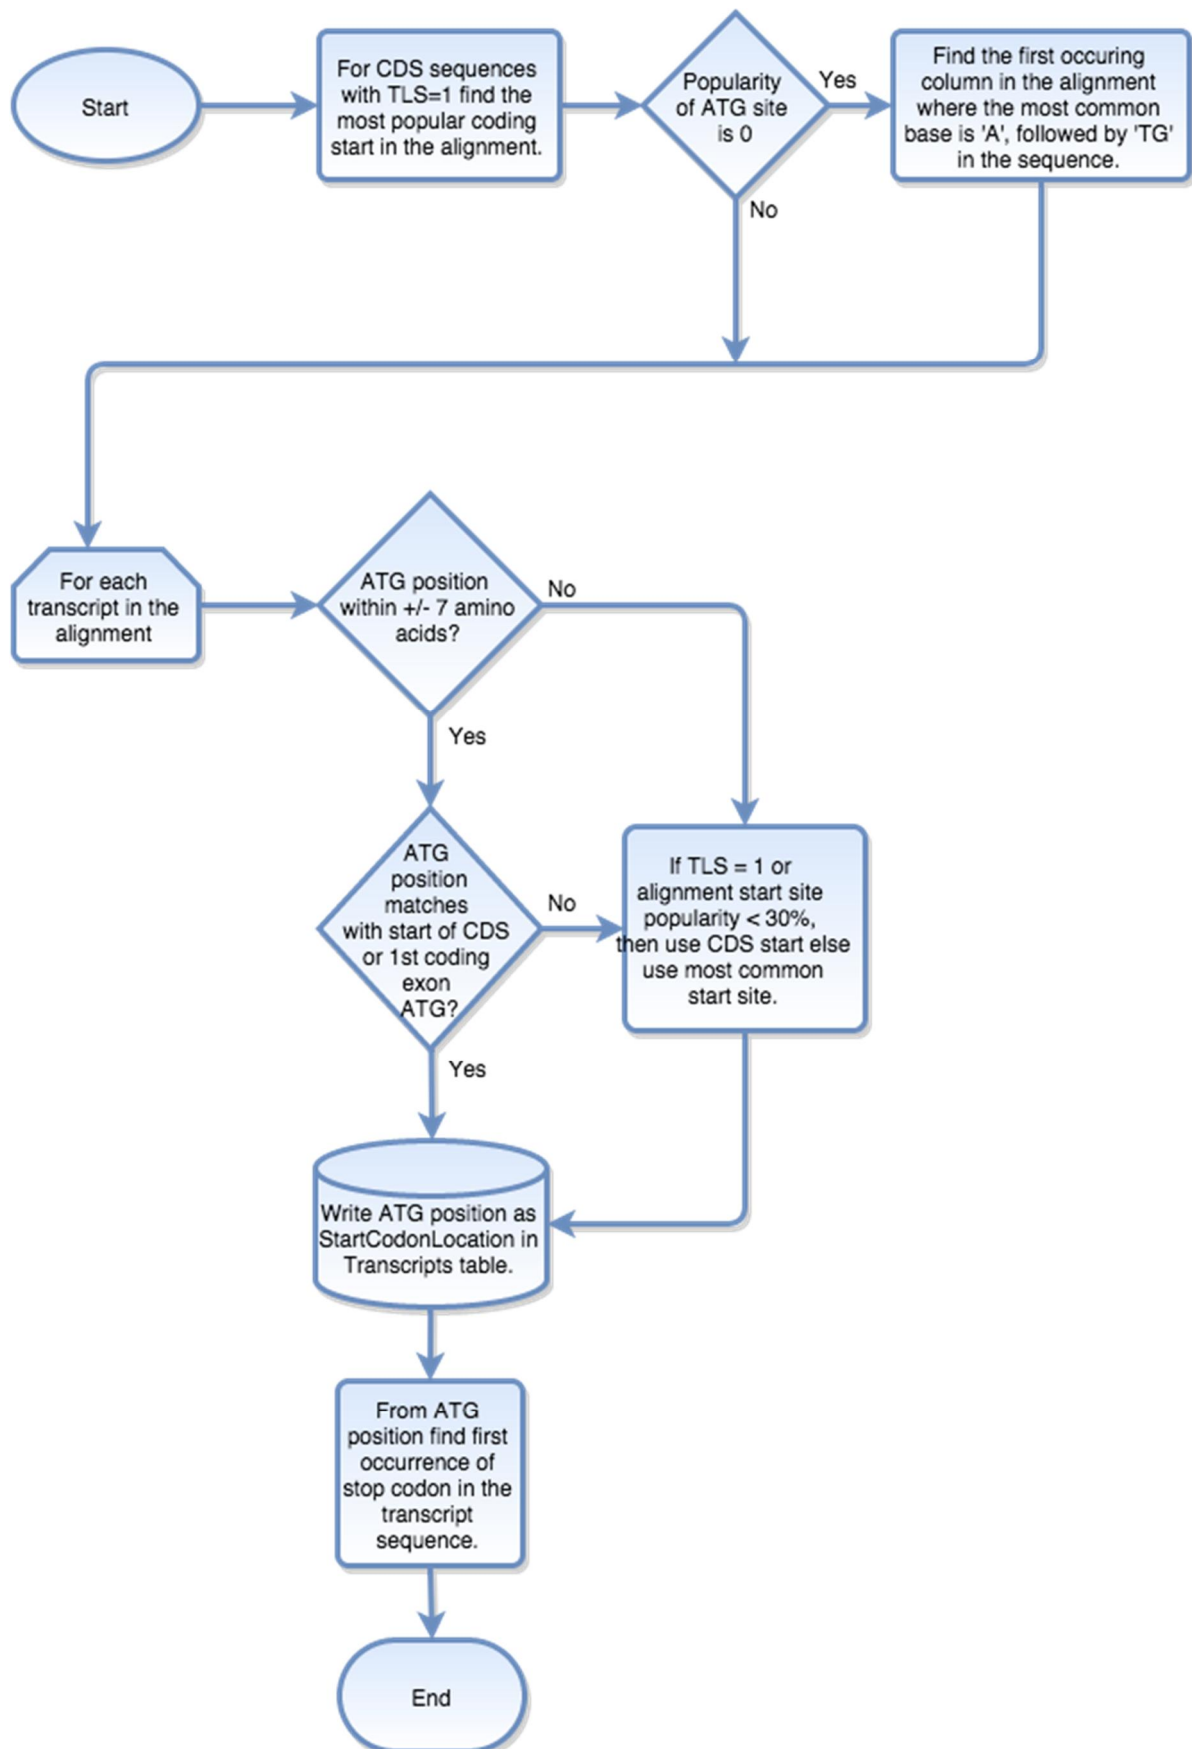 Start
For CDS sequences
with TLS=1 find the
most popular coding
start in the alignment.
Popularity
of ATG site
is 0
Yes
Find the first occuring
column in the alignment
where the most common
base is 'A', followed by 'TG'
in the sequence.
No
For each
transcript in the
alignment
ATG position
within +/- 7 amino
acids?
No
Yes
ATG
position
matches
with start of CDS
or 1st coding
exon
ATG?
No
If TLS = 1 or
alignment start site
popularity < 30%,
then use CDS start else
use most common
start site.
Yes
Write ATG position as
StartCodonLocation in
Transcripts table.
From ATG
position find first
occurrence of
stop codon in the
transcript
sequence.
End